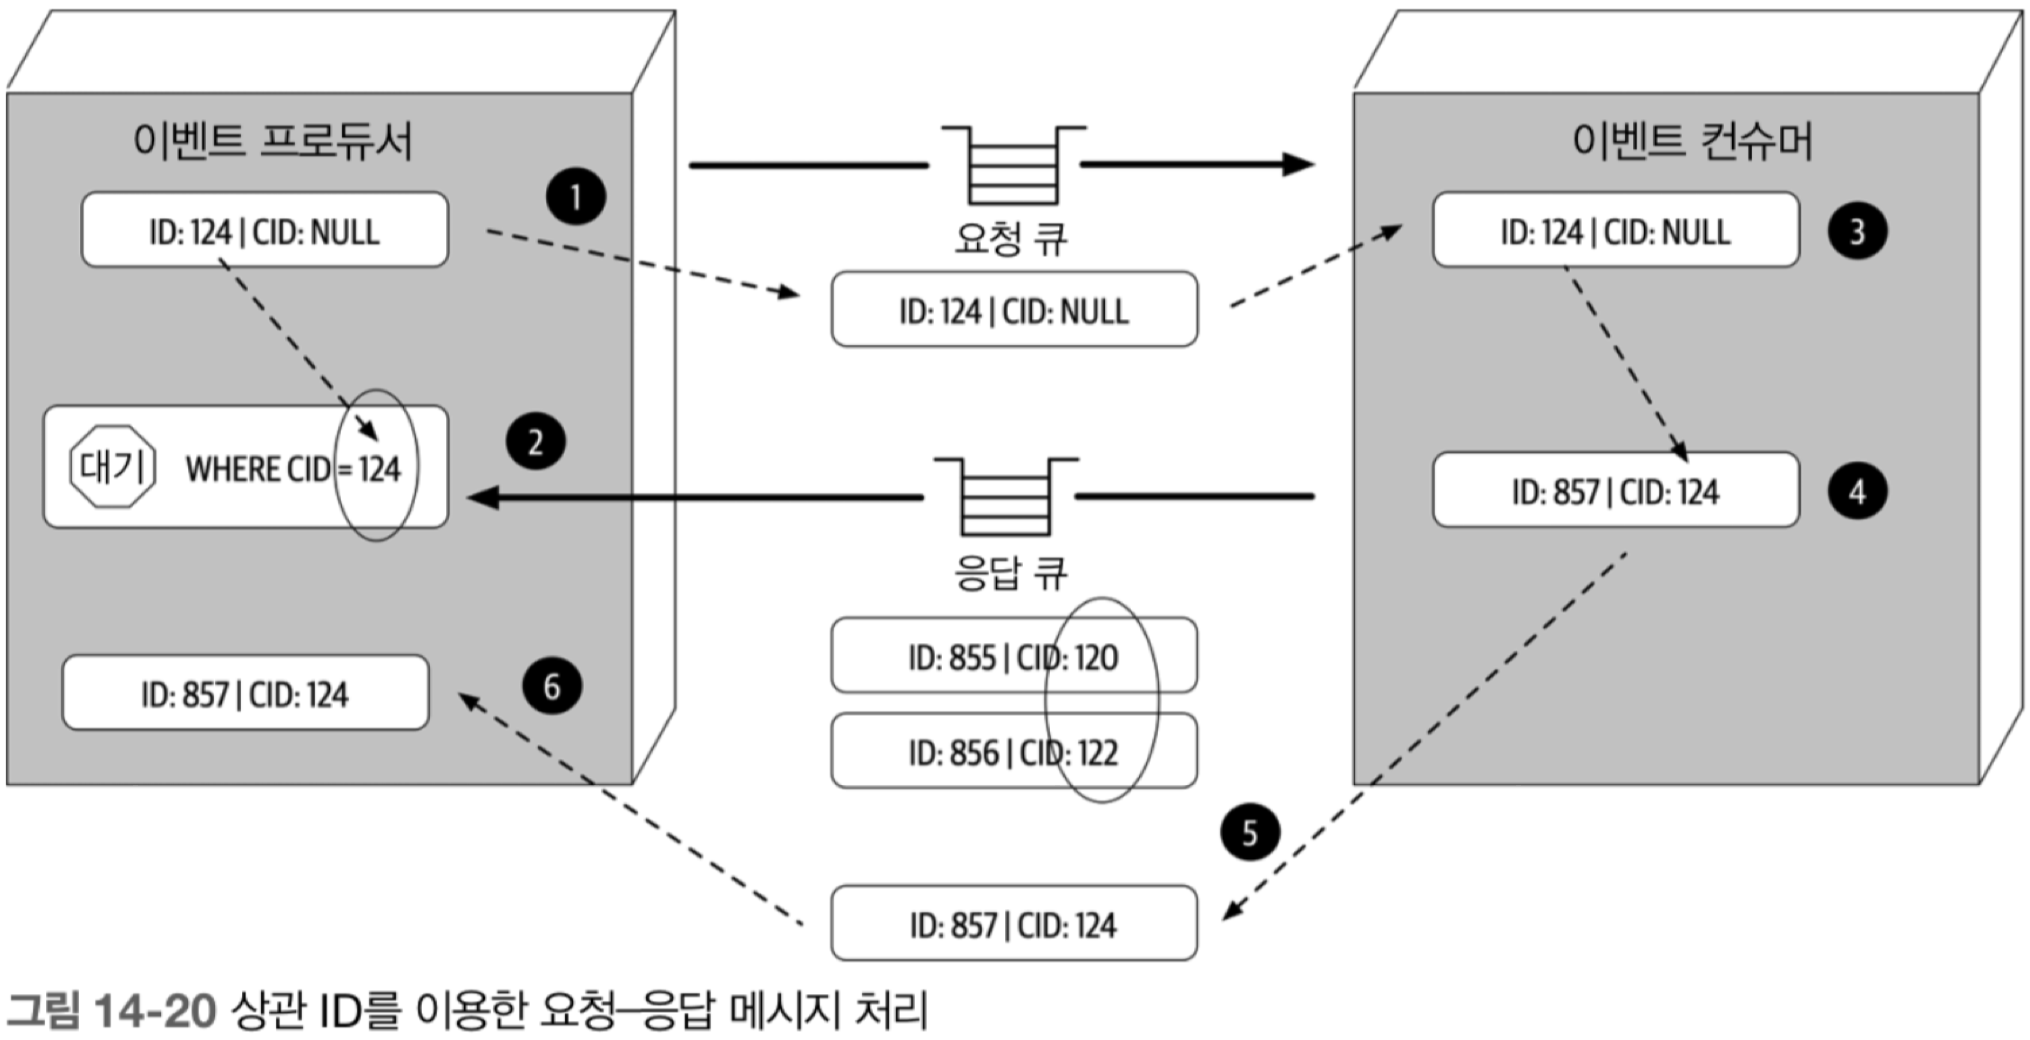 이벤트 프로듀서
ID: 124 | CID: NULL
1
대기
WHERE CID = 124
2
ID: 857 | CID: 124
6
요청 큐
ID: 124 | CID: NULL
응답 큐
ID: 855 | CID: 120
ID: 856 | CID: 122
5
ID: 857 | CID: 124
이벤트 컨슈머
ID: 124 | CID: NULL
3
ID: 857 | CID: 124
4
그림 14-20 상관 ID를 이용한 요청–응답 메시지 처리